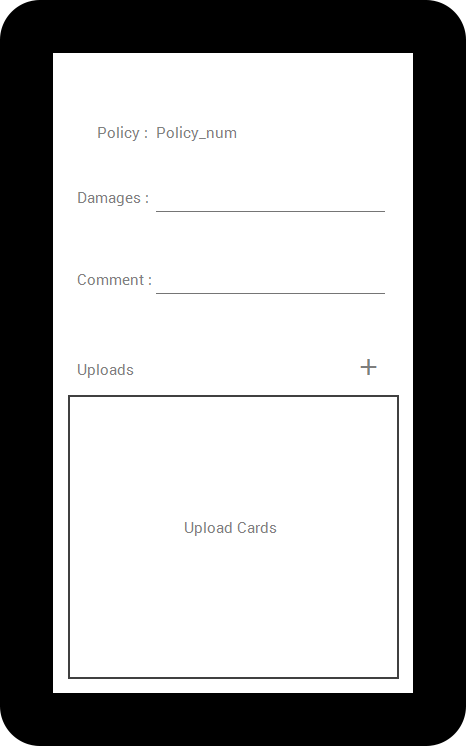 Policy : Policy_num
Damages :
Comment :
Uploads +
Upload Cards